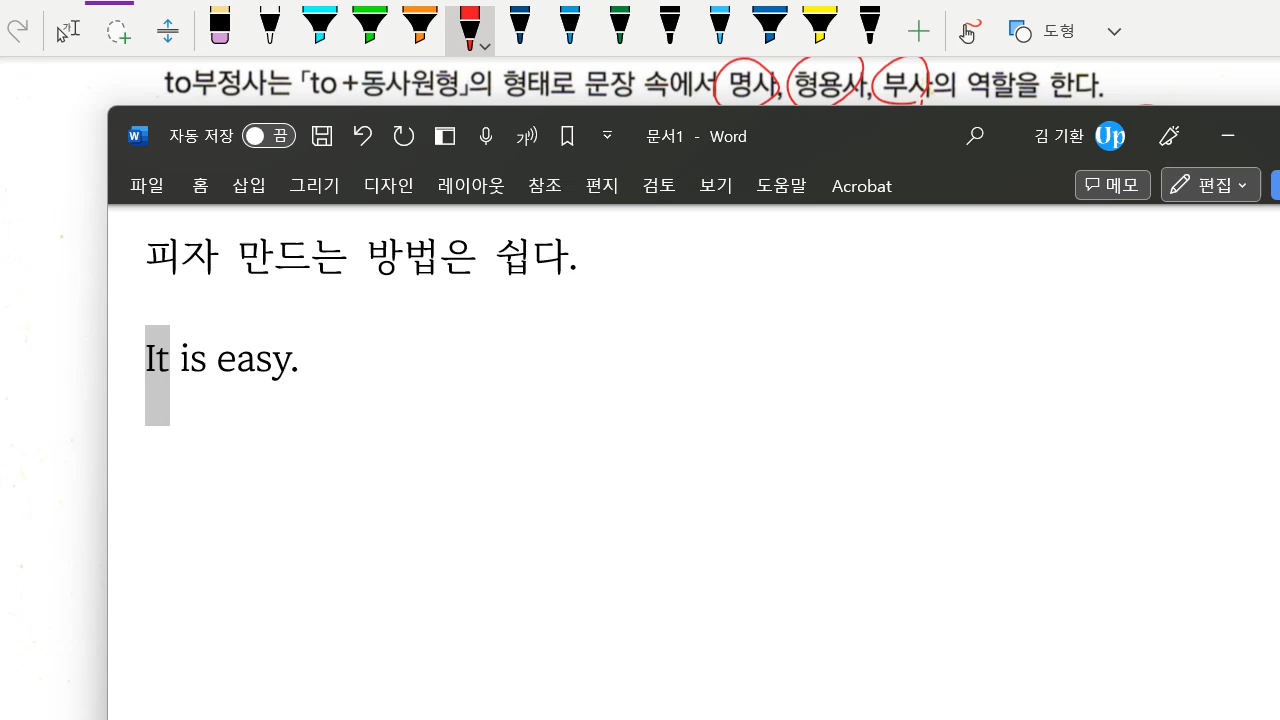 도형
to부정사는 「to+동사원형」의 형태로 문장 속에서 명사, 형용사, 부사의 역할을 한다.
자동 저장 끔 가 문서1 - Word 김 기환 Up
파일 홈 삽입 그리기 디자인 레이아웃 참조 편지 검토 보기 도움말 Acrobat 메모 편집
피자 만드는 방법은 쉽다.
It is easy.